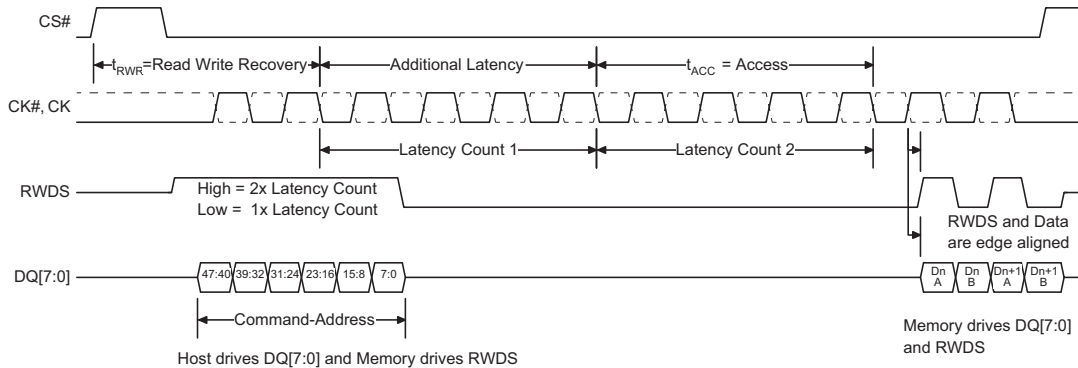 CS#
tRWR=Read Write Recovery
Additional Latency
tACC = Access
CK#, CK
Latency Count 1
Latency Count 2
RWDS
High = 2x Latency Count
Low = 1x Latency Count
RWDS and Data
are edge aligned
DQ[7:0]
47:40 39:32 31:24 23:16 15:8 7:0
Dn A Dn B Dn+1 A Dn+1 B
Command-Address
Memory drives DQ[7:0]
and RWDS
Host drives DQ[7:0] and Memory drives RWDS